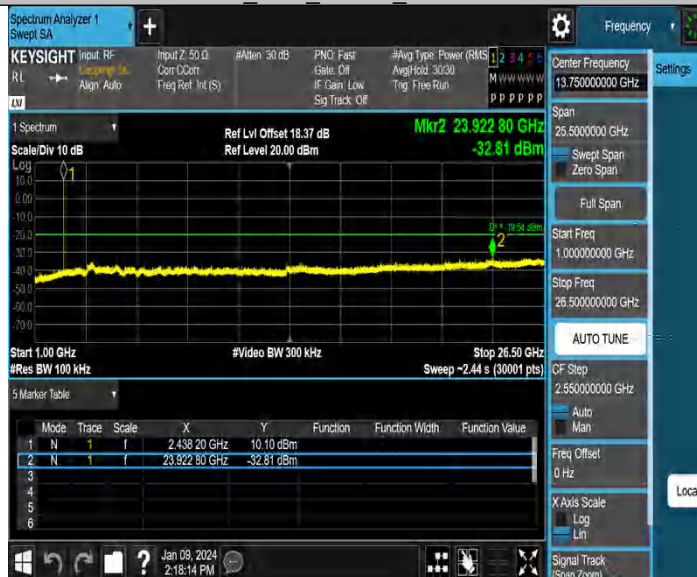 Spectrum Analyzer 1
Swept SA
+
Frequency
KEYSIGHT
Input: RF
Coupling: DC
Align: Auto
Input Z: 50 Ω
Corr CCorr
Freq Ref: Int (S)
#Atten: 30 dB
PNO: Fast
Gate: Off
IF Gain: Low
Sig Track: Off
#Avg Type: Power (RMS
Avg|Hold: 30/30
Trig: Free Run
1 2 3 4 5 6
M W W W W W
P P P P P P
R L
LXI
1 Spectrum
Scale/Div 10 dB
Ref Lvl Offset 18.37 dB
Ref Level 20.00 dBm
Mkr2 23.922 80 GHz
-32.81 dBm
Log
10.0
0.00
-10.0
-20.0
-30.0
-40.0
-50.0
-60.0
-70.0
1
2
Start 1.00 GHz
#Res BW 100 kHz
#Video BW 300 kHz
Stop 26.50 GHz
Sweep ~2.44 s (30001 pts)
5 Marker Table
Mode Trace Scale X Y Function Function Width Function Value
1 N 1 f 2.438 20 GHz 10.10 dBm
2 N 1 f 23.922 80 GHz -32.81 dBm
3
4
5
6
?
Jan 09, 2024
2:18:14 PM
Center Frequency
13.750000000 GHz
Settings
Span
25.5000000 GHz
Swept Span
Zero Span
Full Span
Start Freq
1.000000000 GHz
Stop Freq
26.500000000 GHz
AUTO TUNE
CF Step
2.550000000 GHz
Auto
Man
Freq Offset
0 Hz
X Axis Scale
Log
Lin
Signal Track
(Span Zoom)
Loca